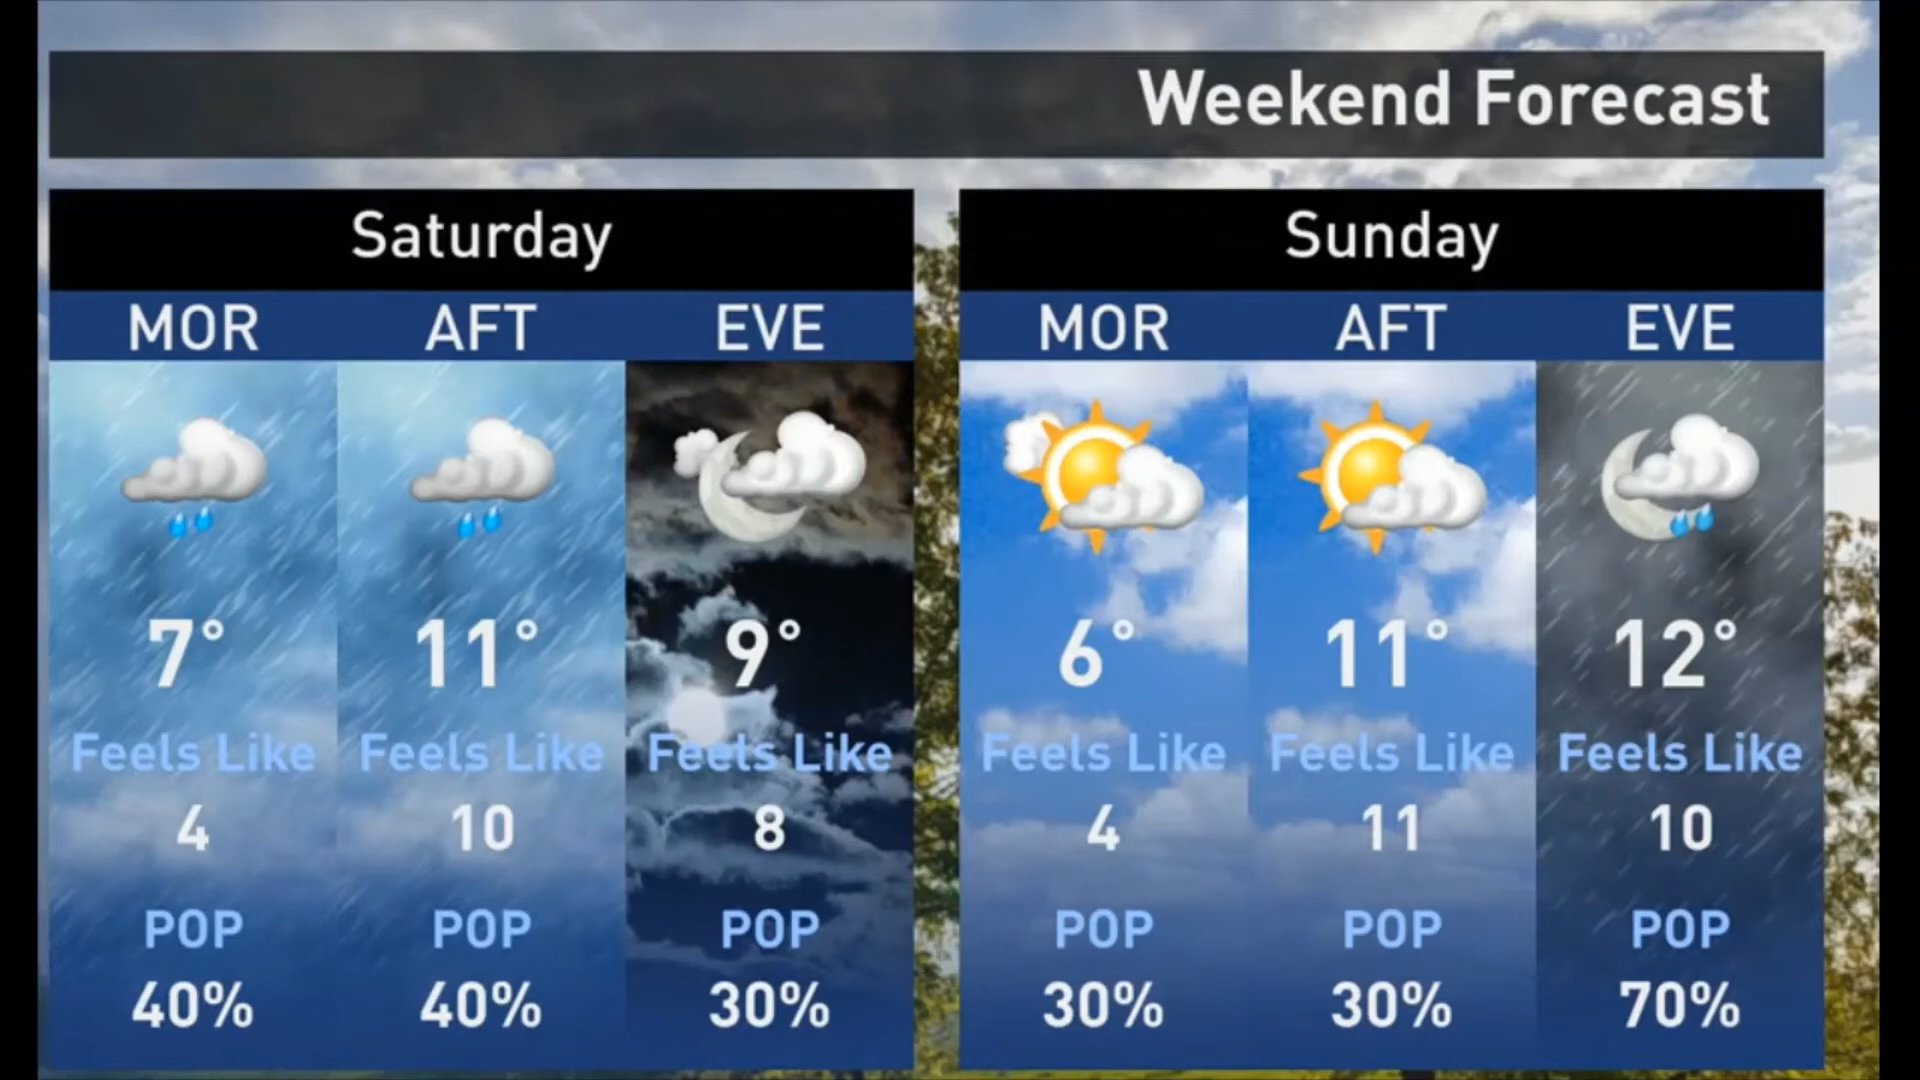 Weekend Forecast
Saturday
MOR AFT EVE
7° 11° 9°
Feels Like Feels Like Feels Like
4 10 8
POP POP POP
40% 40% 30%
Sunday
MOR AFT EVE
6° 11° 12°
Feels Like Feels Like Feels Like
4 11 10
POP POP POP
30% 30% 70%